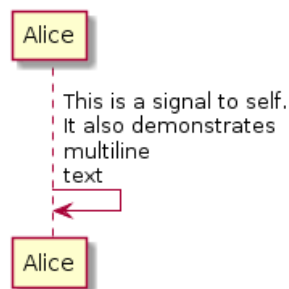 Alice
This is a signal to self.
It also demonstrates
multiline
text
Alice